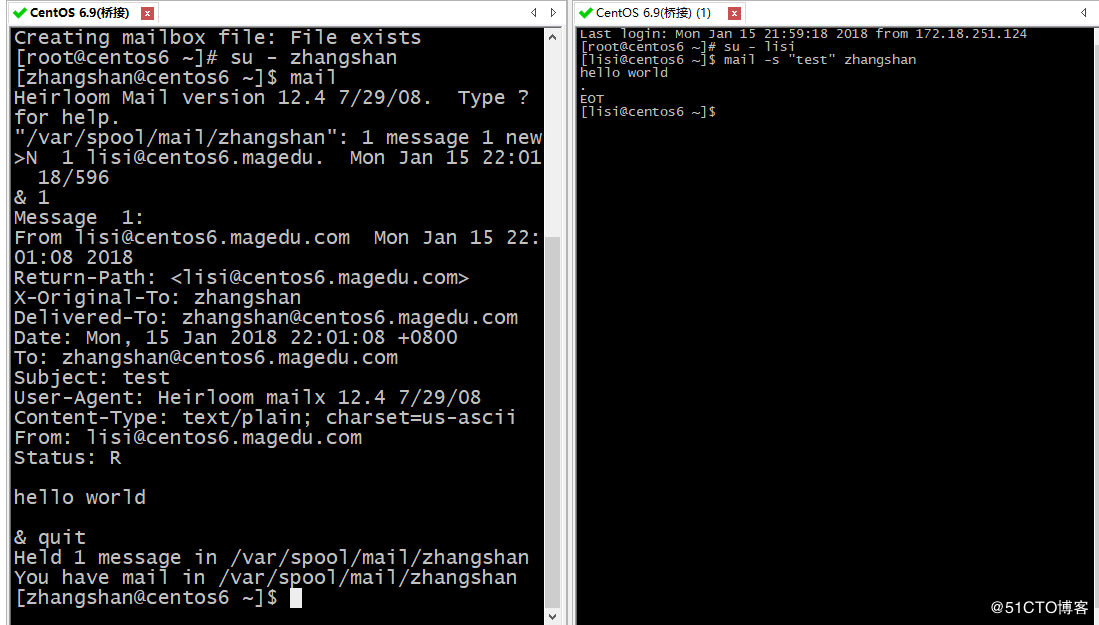 CentOS 6.9(桥接)
Creating mailbox file: File exists
[root@centos6 ~]# su - zhangshan
[zhangshan@centos6 ~]$ mail
Heirloom Mail version 12.4 7/29/08.  Type ?
for help.
"/var/spool/mail/zhangshan": 1 message 1 new
>N  1 lisi@centos6.magedu.  Mon Jan 15 22:01
  18/596
& 1
Message  1:
From lisi@centos6.magedu.com  Mon Jan 15 22:
01:08 2018
Return-Path: <lisi@centos6.magedu.com>
X-Original-To: zhangshan
Delivered-To: zhangshan@centos6.magedu.com
Date: Mon, 15 Jan 2018 22:01:08 +0800
To: zhangshan@centos6.magedu.com
Subject: test
User-Agent: Heirloom mailx 12.4 7/29/08
Content-Type: text/plain; charset=us-ascii
From: lisi@centos6.magedu.com
Status: R
hello world
& quit
Held 1 message in /var/spool/mail/zhangshan
You have mail in /var/spool/mail/zhangshan
[zhangshan@centos6 ~]$
CentOS 6.9(桥接) (1)
Last login: Mon Jan 15 21:59:18 2018 from 172.18.251.124
[root@centos6 ~]# su - lisi
[lisi@centos6 ~]$ mail -s "test" zhangshan
hello world
.
EOT
[lisi@centos6 ~]$
@51CTO博客